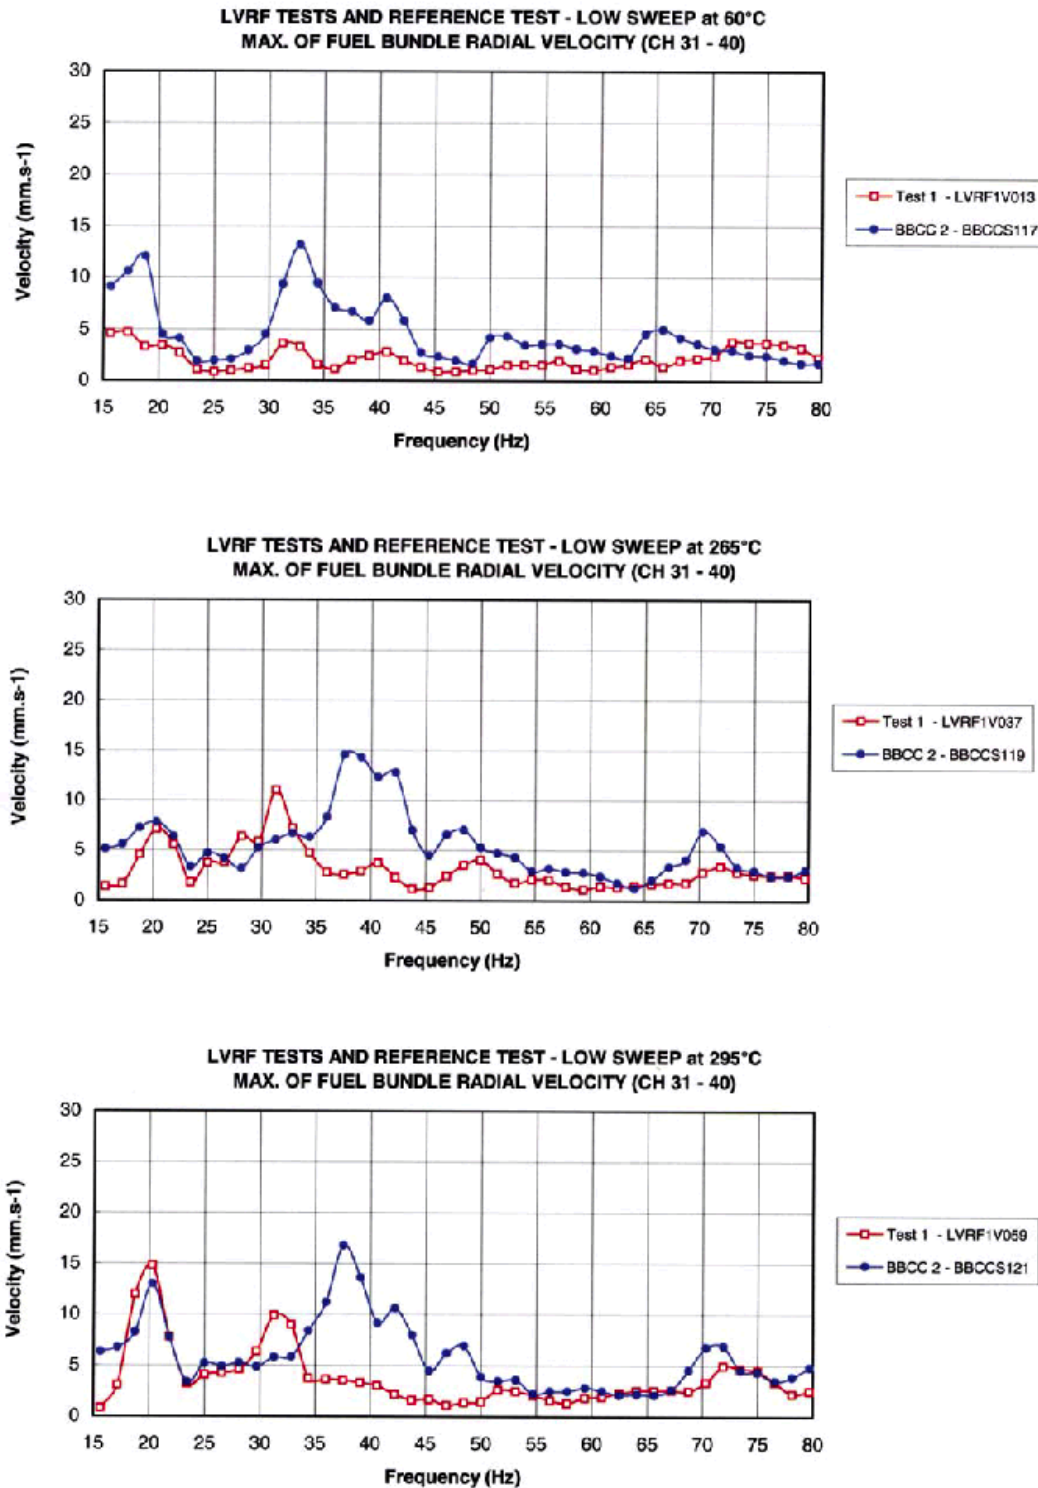 LVRF TESTS AND REFERENCE TEST - LOW SWEEP at 60°C
MAX. OF FUEL BUNDLE RADIAL VELOCITY (CH 31 - 40)
30
25
20
15
10
5
0
Velocity (mm.s-1)
15 20 25 30 35 40 45 50 55 60 65 70 75 80
Frequency (Hz)
Test 1 - LVRF1V013
BBCC 2 - BBCCS117
LVRF TESTS AND REFERENCE TEST - LOW SWEEP at 265°C
MAX. OF FUEL BUNDLE RADIAL VELOCITY (CH 31 - 40)
30
25
20
15
10
5
0
Velocity (mm.s-1)
15 20 25 30 35 40 45 50 55 60 65 70 75 80
Frequency (Hz)
Test 1 - LVRF1V037
BBCC 2 - BBCCS119
LVRF TESTS AND REFERENCE TEST - LOW SWEEP at 295°C
MAX. OF FUEL BUNDLE RADIAL VELOCITY (CH 31 - 40)
30
25
20
15
10
5
0
Velocity (mm.s-1)
15 20 25 30 35 40 45 50 55 60 65 70 75 80
Frequency (Hz)
Test 1 - LVRF1V059
BBCC 2 - BBCCS121